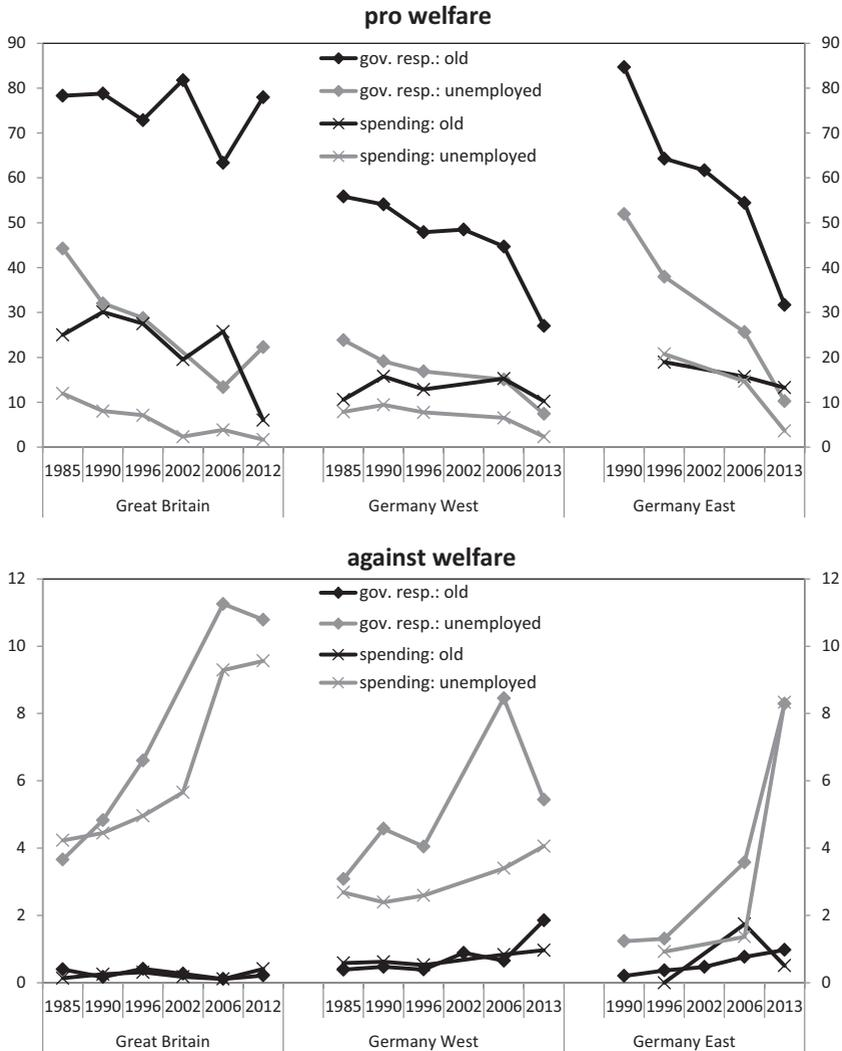 pro welfare
90 90
gov. resp.: old
80 80
gov. resp.: unemployed
70 70
spending: old
spending: unemployed
60 60
50 50
40 40
30 30
20 20
10 10
0 0
1985 1990 1996 2002 2006 2012 1985 1990 1996 2002 2006 2013 1990 1996 2002 2006 2013
Great Britain Germany West Germany East
against welfare
12 12
gov. resp.: old
gov. resp.: unemployed
10 10
spending: old
spending: unemployed
8 8
6 6
4 4
2 2
0 0
1985 1990 1996 2002 2006 2012 1985 1990 1996 2002 2006 2013 1990 1996 2002 2006 2013
Great Britain Germany West Germany East